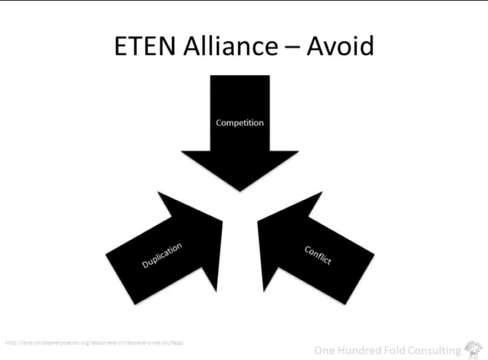 ETEN Alliance – Avoid
Competition
Duplication
Conflict
One Hundred Fold Consulting